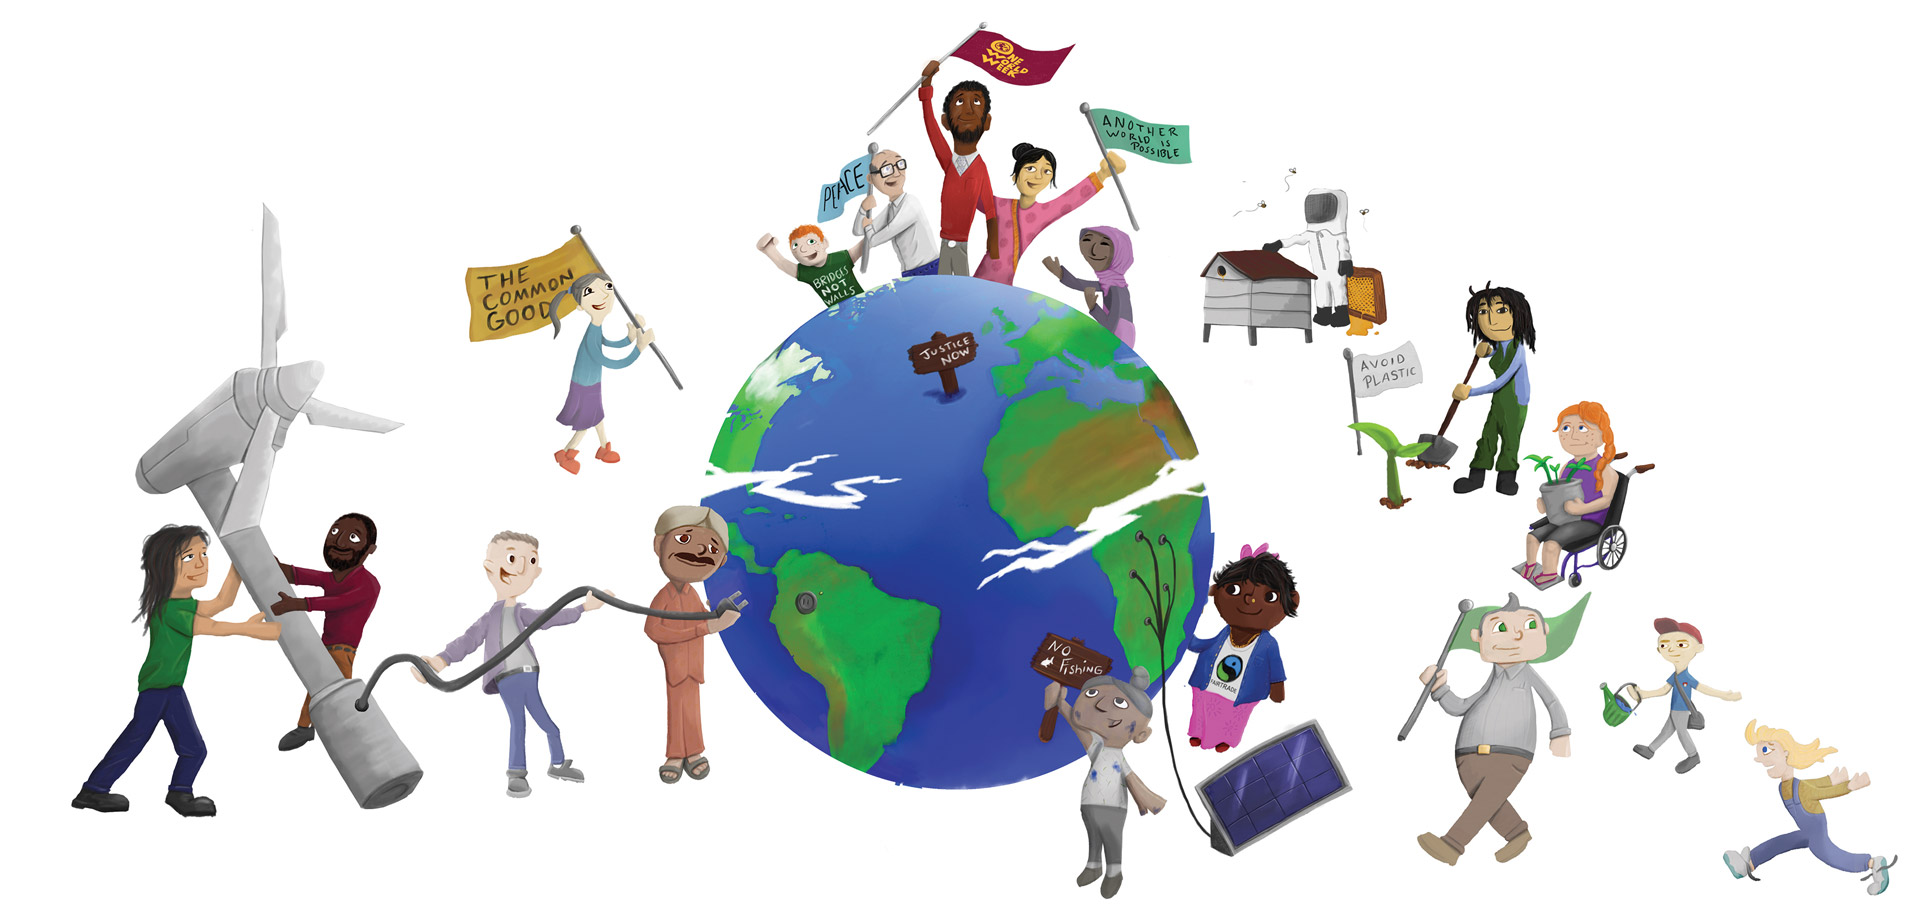 ONE
WORLD
WEEK
ANOTHER
WORLD IS
POSSIBLE
PEACE
THE
COMMON
GOOD
BRIDGES
NOT
WALLS
JUSTICE
NOW
AVOID
PLASTIC
NO
FISHING
FAIRTRADE